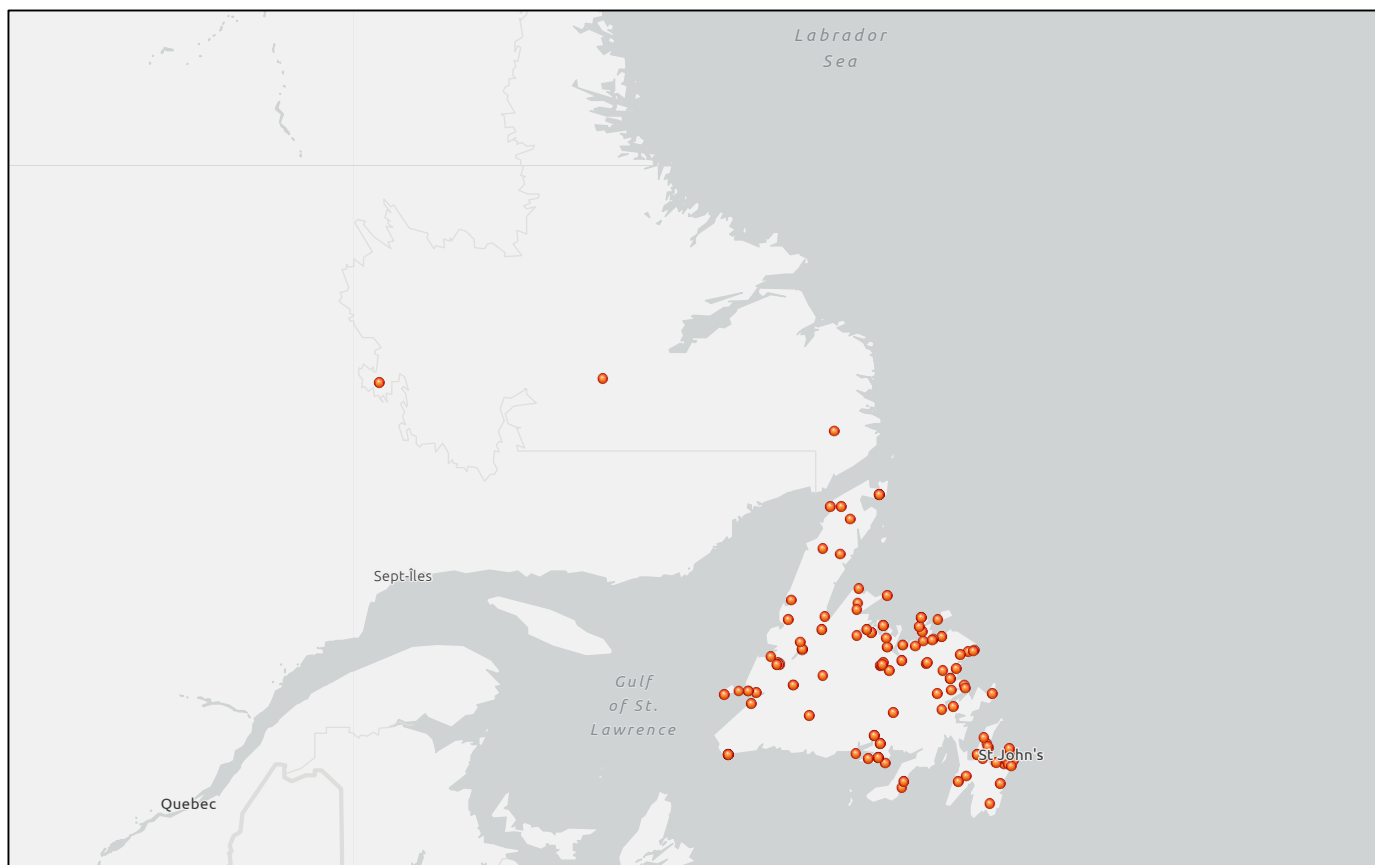 Labrador
Sea
Sept-Îles
Gulf
of St.
Lawrence
St John's
Quebec